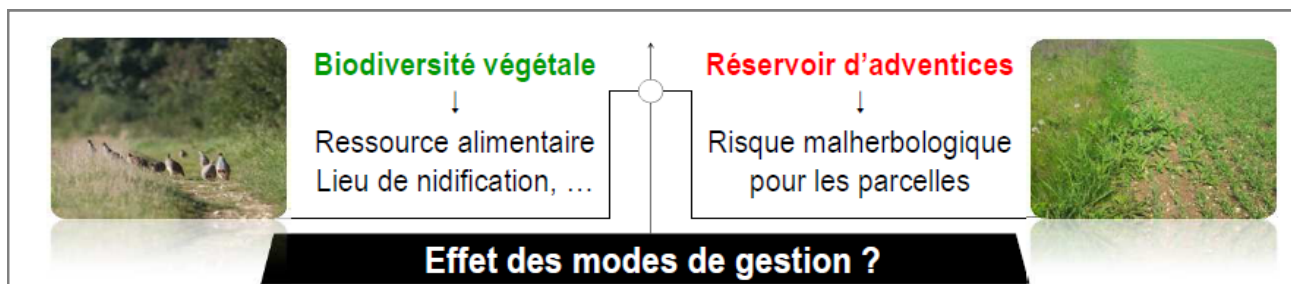 Biodiversité végétale
↓
Ressource alimentaire
Lieu de nidification, …
Réservoir d’adventices
↓
Risque malherbologique
pour les parcelles
Effet des modes de gestion ?